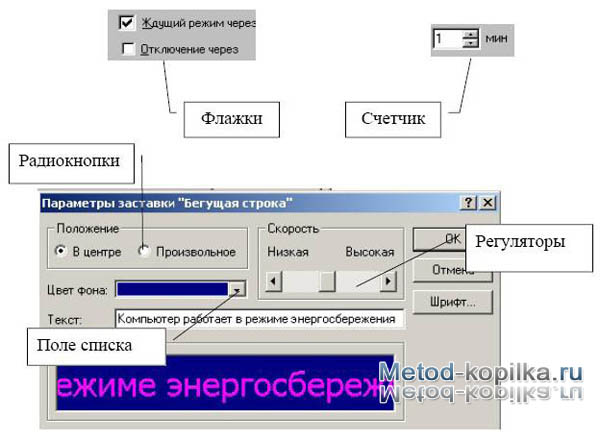 Ждущий режим через
Отключение через
1 мин
Флажки
Счетчик
Радиокнопки
Параметры заставки "Бегущая строка"
Положение
В центре Произвольное
Скорость
Низкая Высокая
OK
Регуляторы
Отмена
Цвет фона:
Шрифт...
Текст: Компьютер работает в режиме энергосбережения
Поле списка
ежиме энергосбереж
Metod-kopilka.ru